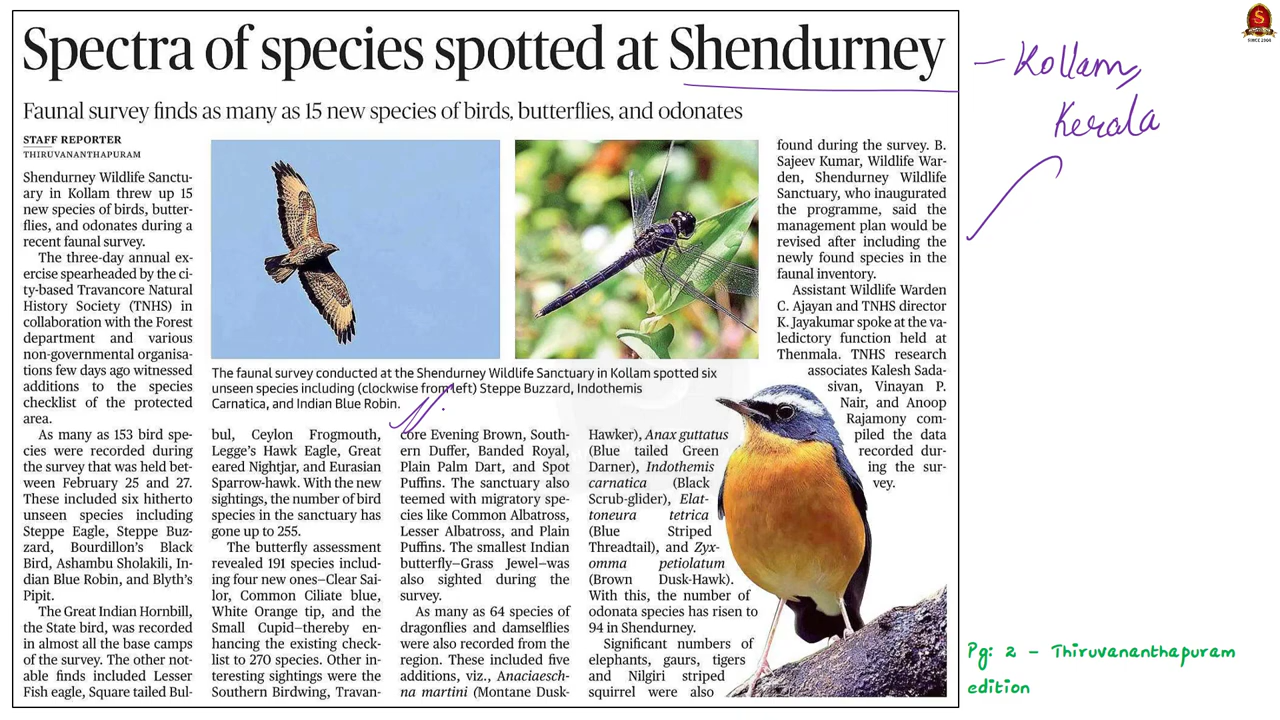 Spectra of species spotted at Shendurney
Faunal survey finds as many as 15 new species of birds, butterflies, and odonates
STAFF REPORTER
THIRUVANANTHAPURAM
Shendurney Wildlife Sanctu-
ary in Kollam threw up 15
new species of birds, butter-
flies, and odonates during a
recent faunal survey.
The three-day annual ex-
ercise spearheaded by the ci-
ty-based Travancore Natural
History Society (TNHS) in
collaboration with the Forest
department and various
non-governmental organisa-
tions few days ago witnessed
additions to the species
checklist of the protected
area.
As many as 153 bird spe-
cies were recorded during
the survey that was held bet-
ween February 25 and 27.
These included six hitherto
unseen species including
Steppe Eagle, Steppe Buz-
zard, Bourdillon's Black
Bird, Ashambu Sholakili, In-
dian Blue Robin, and Blyth's
Pipit.
The Great Indian Hornbill,
the State bird, was recorded
in almost all the base camps
of the survey. The other not-
able finds included Lesser
Fish eagle, Square tailed Bul-
The faunal survey conducted at the Shendurney Wildlife Sanctuary in Kollam spotted six
unseen species including (clockwise from left) Steppe Buzzard, Indothemis
Carnatica, and Indian Blue Robin.
bul, Ceylon Frogmouth,
Legge's Hawk Eagle, Great
eared Nightjar, and Eurasian
Sparrow-hawk. With the new
sightings, the number of bird
species in the sanctuary has
gone up to 255.
The butterfly assessment
revealed 191 species includ-
ing four new ones—Clear Sai-
lor, Common Ciliate blue,
White Orange tip, and the
Small Cupid—thereby en-
hancing the existing check-
list to 270 species. Other in-
teresting sightings were the
Southern Birdwing, Travan-
core Evening Brown, South-
ern Duffer, Banded Royal,
Plain Palm Dart, and Spot
Puffins. The sanctuary also
teemed with migratory spe-
cies like Common Albatross,
Lesser Albatross, and Plain
Puffins. The smallest Indian
butterfly—Grass Jewel—was
also sighted during the
survey.
As many as 64 species of
dragonflies and damselflies
were also recorded from the
region. These included five
additions, viz., Anaciaesch-
na martini (Montane Dusk-
Hawker), Anax guttatus
(Blue tailed Green
Darner), Indothemis
carnatica (Black
Scrub-glider), Elat-
toneura tetrica
(Blue Striped
Threadtail), and Zyx-
omma petiolatum
(Brown Dusk-Hawk).
With this, the number of
odonata species has risen to
94 in Shendurney.
Significant numbers of
elephants, gaurs, tigers
and Nilgiri striped
squirrel were also
found during the survey. B.
Sajeev Kumar, Wildlife War-
den, Shendurney Wildlife
Sanctuary, who inaugurated
the programme, said the
management plan would be
revised after including the
newly found species in the
faunal inventory.
Assistant Wildlife Warden
C. Ajayan and TNHS director
K. Jayakumar spoke at the va-
ledictory function held at
Thenmala. TNHS research
associates Kalesh Sada-
sivan, Vinayan P.
Nair, and Anoop
Rajamony com-
piled the data
recorded dur-
ing the sur-
vey.
– Kollam,
Kerala
S
SINCE 2004
Pg: 2 - Thiruvananthapuram
edition